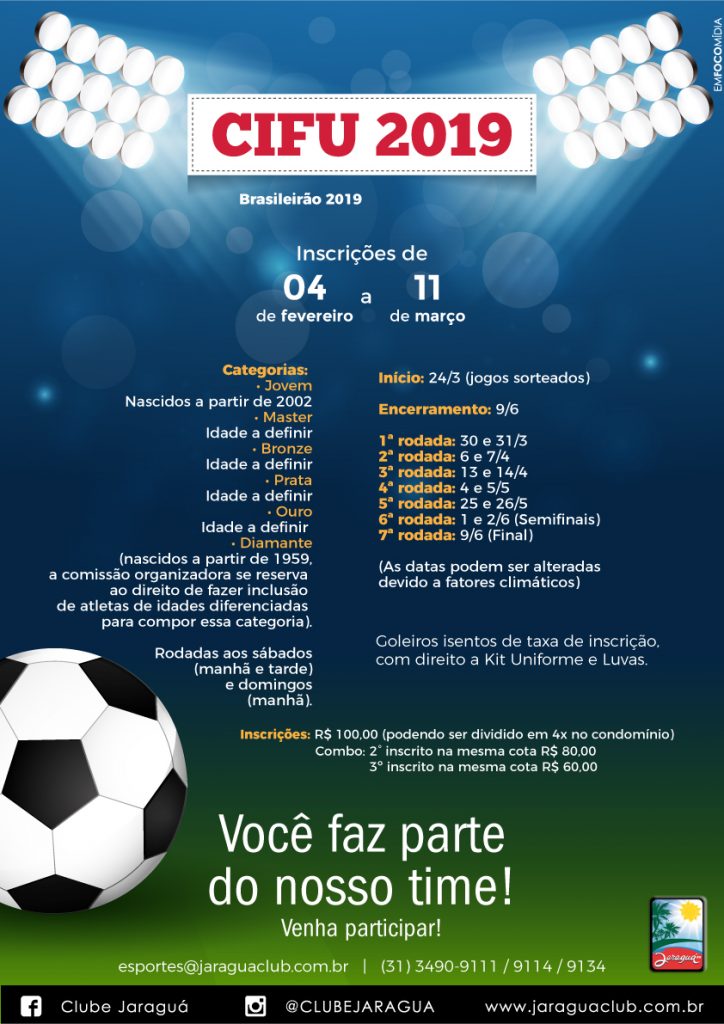 EMFOCOMÍDIA
CIFU 2019
Brasileirão 2019
Inscrições de
04 a 11
de fevereiro de março
Categorias:
• Jovem
Nascidos a partir de 2002
• Master
Idade a definir
• Bronze
Idade a definir
• Prata
Idade a definir
• Ouro
Idade a definir
• Diamante
(nascidos a partir de 1959,
a comissão organizadora se reserva
ao direito de fazer inclusão
de atletas de idades diferenciadas
para compor essa categoria).
Rodadas aos sábados
(manhã e tarde)
e domingos
(manhã).
Início: 24/3 (jogos sorteados)
Encerramento: 9/6
1ª rodada: 30 e 31/3
2ª rodada: 6 e 7/4
3ª rodada: 13 e 14/4
4ª rodada: 4 e 5/5
5ª rodada: 25 e 26/5
6ª rodada: 1 e 2/6 (Semifinais)
7ª rodada: 9/6 (Final)
(As datas podem ser alteradas
devido a fatores climáticos)
Goleiros isentos de taxa de inscrição,
com direito a Kit Uniforme e Luvas.
Inscrições: R$ 100,00 (podendo ser dividido em 4x no condomínio)
Combo: 2° inscrito na mesma cota R$ 80,00
3º inscrito na mesma cota R$ 60,00
Você faz parte
do nosso time!
Venha participar!
Jaraguá
esportes@jaraguaclub.com.br | (31) 3490-9111 / 9114 / 9134
Clube Jaraguá @CLUBEJARAGUA www.jaraguaclub.com.br